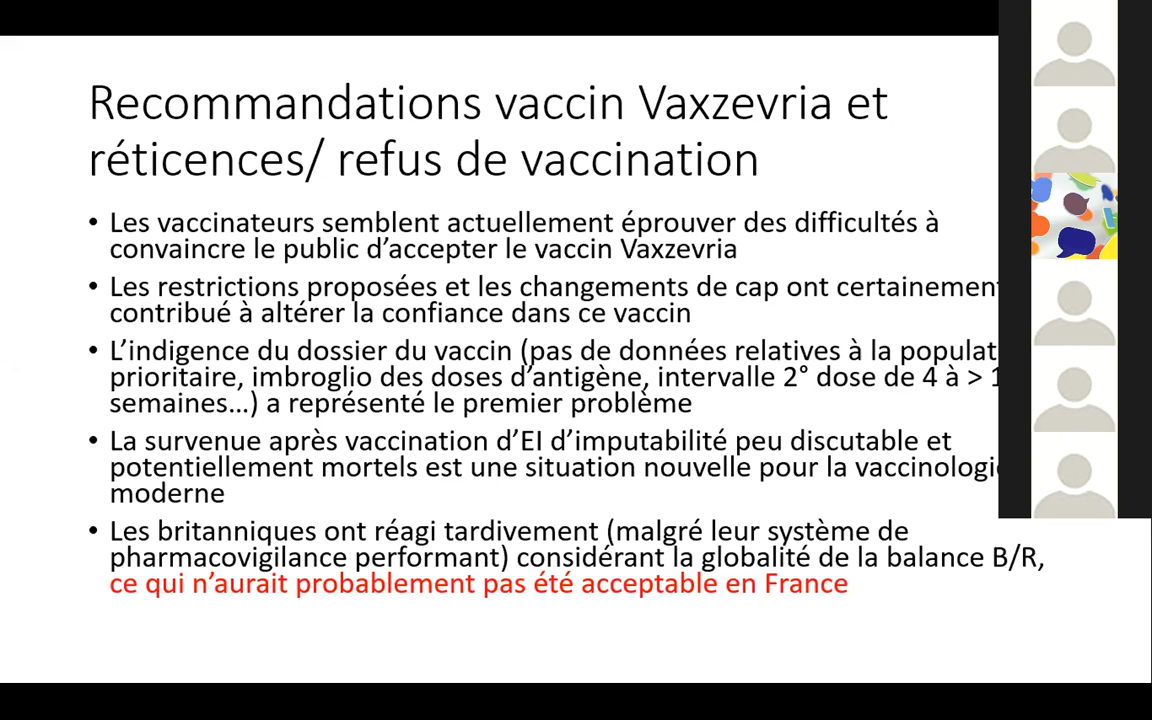 Recommandations vaccin Vaxzevria et
réticences/ refus de vaccination
• Les vaccinateurs semblent actuellement éprouver des difficultés à
convaincre le public d’accepter le vaccin Vaxzevria
• Les restrictions proposées et les changements de cap ont certainement
contribué à altérer la confiance dans ce vaccin
• L’indigence du dossier du vaccin (pas de données relatives à la populat
prioritaire, imbroglio des doses d’antigène, intervalle 2° dose de 4 à > 1
semaines…) a représenté le premier problème
• La survenue après vaccination d’EI d’imputabilité peu discutable et
potentiellement mortels est une situation nouvelle pour la vaccinologie
moderne
• Les britanniques ont réagi tardivement (malgré leur système de
pharmacovigilance performant) considérant la globalité de la balance B/R,
ce qui n’aurait probablement pas été acceptable en France